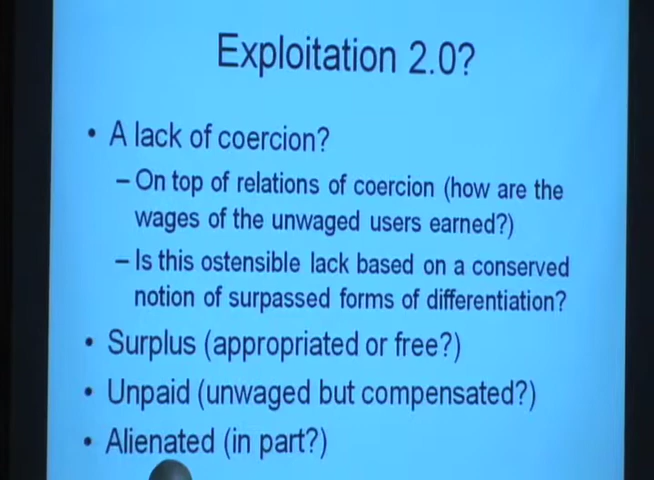 Exploitation 2.0?
• A lack of coercion?
– On top of relations of coercion (how are the
wages of the unwaged users earned?)
– Is this ostensible lack based on a conserved
notion of surpassed forms of differentiation?
• Surplus (appropriated or free?)
• Unpaid (unwaged but compensated?)
• Alienated (in part?)